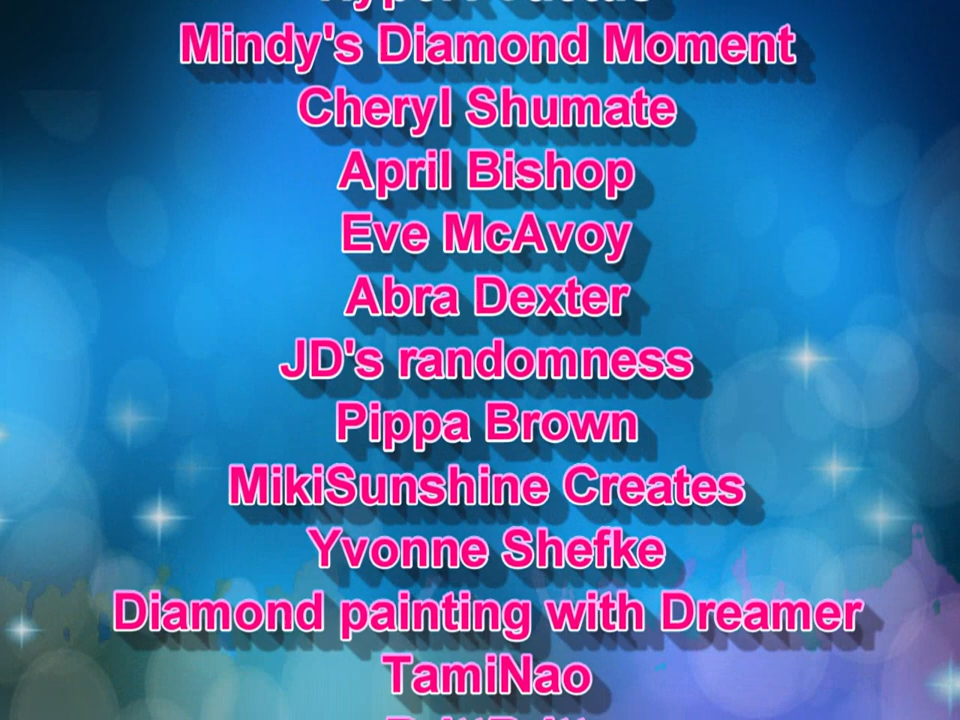 Mindy's Diamond Moment
Cheryl Shumate
April Bishop
Eve McAvoy
Abra Dexter
JD's randomness
Pippa Brown
MikiSunshine Creates
Yvonne Shefke
Diamond painting with Dreamer
TamiNao